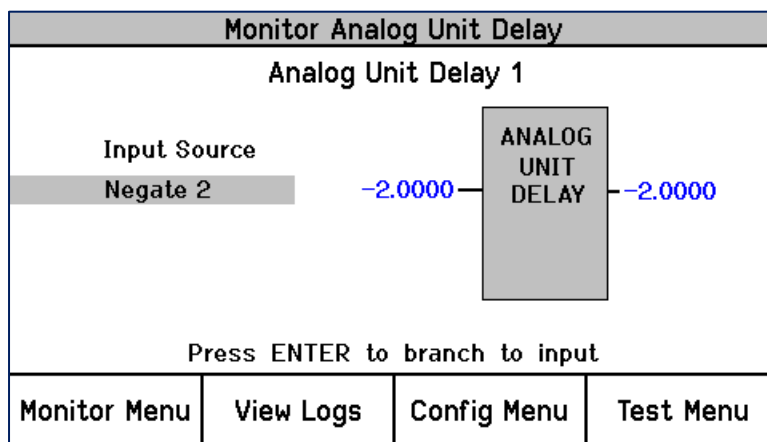 Monitor Analog Unit Delay
Analog Unit Delay 1
Input Source
Negate 2
-2.0000
ANALOG
UNIT
DELAY
-2.0000
Press ENTER to branch to input
Monitor Menu
View Logs
Config Menu
Test Menu